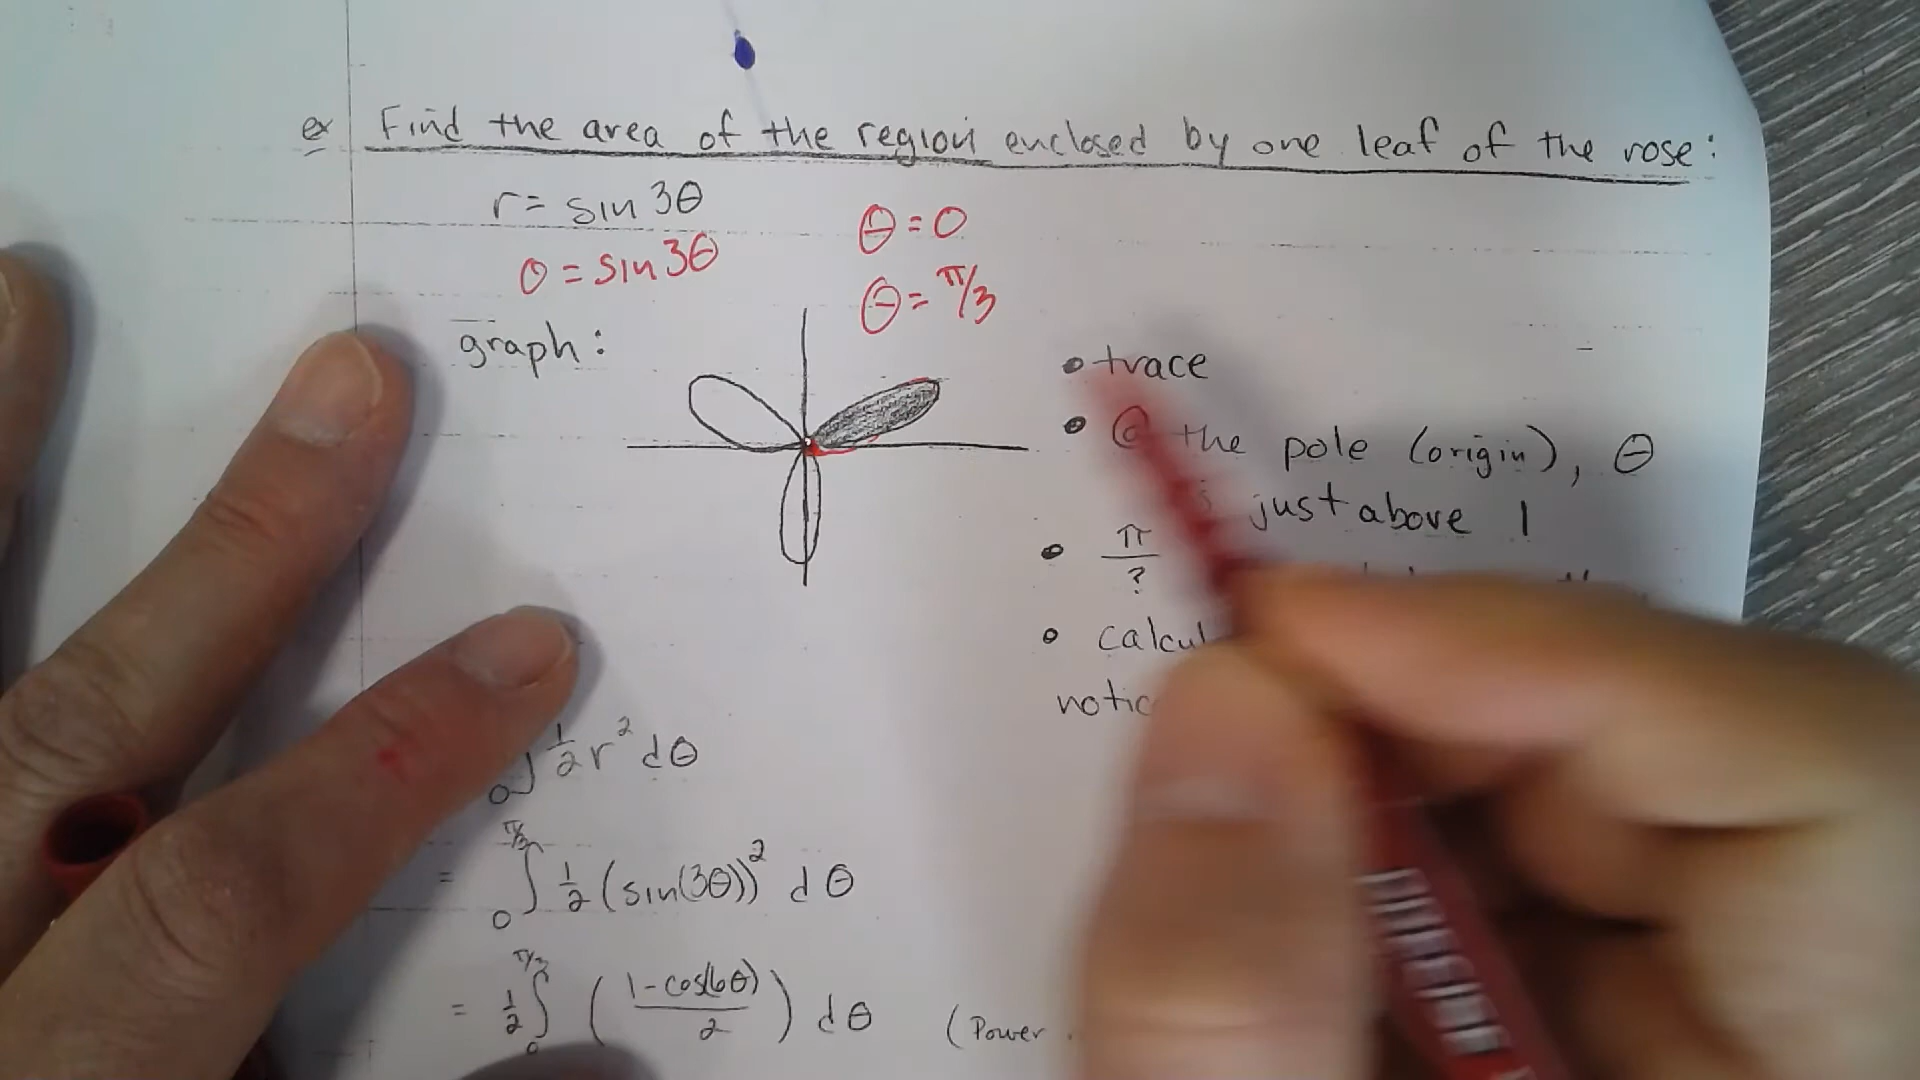 ex Find the area of the region enclosed by one leaf of the rose:
r = sin 3θ
θ = 0
0 = sin 3θ
θ = π/3
graph:
• trace
• @ the pole (origin), θ
just above 1
• π/?
• 
notic
0∫ 1/2 r² dθ
= 0∫π/3 1/2 (sin(3θ))² dθ
= 1/2 0∫π/3 (1-cos(6θ)/2) dθ (Power